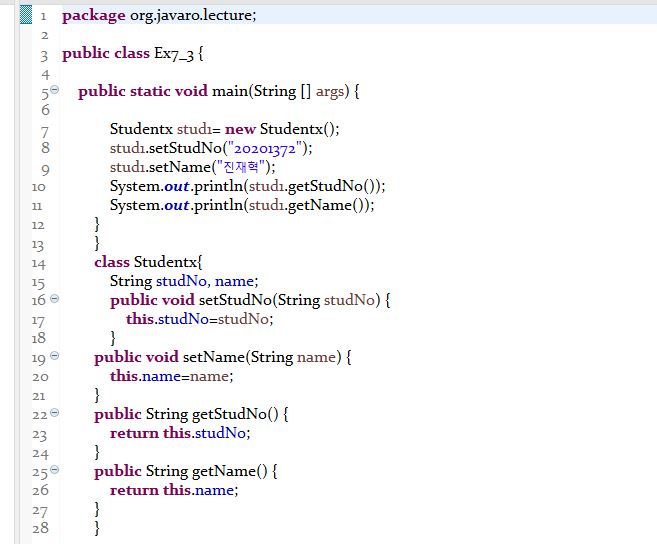 1 package org.javaro.lecture;
2
3 public class Ex7_3 {
4
5 public static void main(String [] args) {
6
7 Studentx stud1= new Studentx();
8 stud1.setStudNo("20201372");
9 stud1.setName("진재혁");
10 System.out.println(stud1.getStudNo());
11 System.out.println(stud1.getName());
12 }
13 }
14 class Studentx{
15 String studNo, name;
16 public void setStudNo(String studNo) {
17 this.studNo=studNo;
18 }
19 public void setName(String name) {
20 this.name=name;
21 }
22 public String getStudNo() {
23 return this.studNo;
24 }
25 public String getName() {
26 return this.name;
27 }
28 }